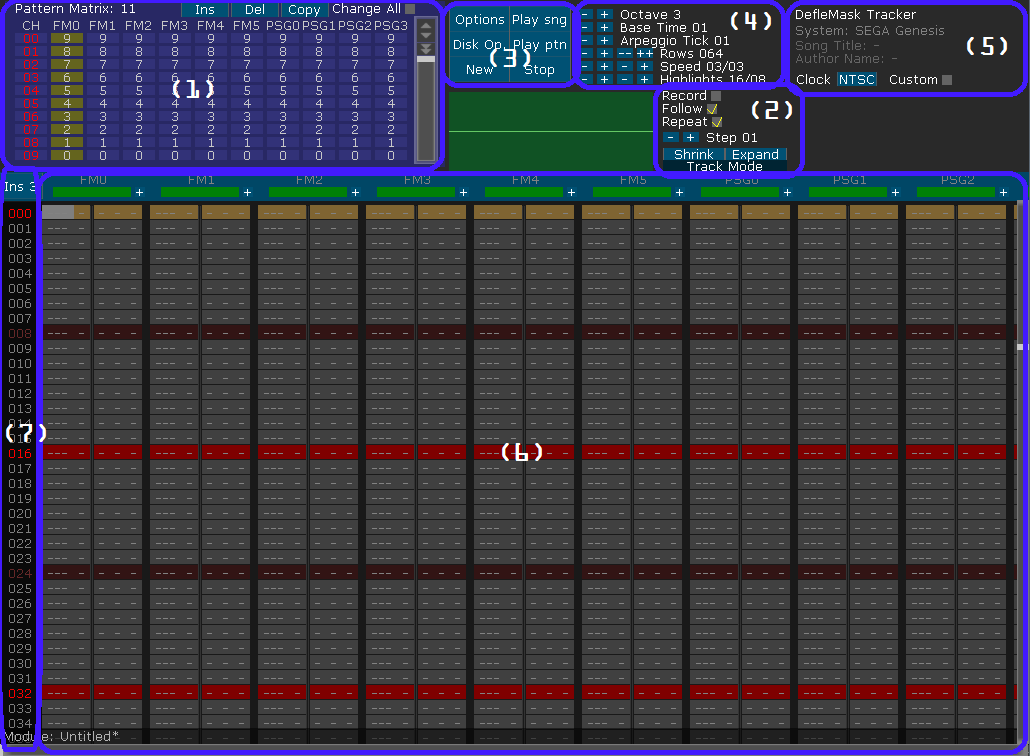 Pattern Matrix: 11 Ins Del Copy Change All
CH FM0 FM1 FM2 FM3 FM4 FM5 PSG0 PSG1 PSG2 PSG3
00 9 9 9 9 9 9 9 9 9 9
01 8 8 8 8 8 8 8 8 8 8
02 7 7 7 7 7 7 7 7 7 7
03 6 6 6 6 6 6 6 6 6 6
04 5 5 5 5 5 5 5 5 5 5
05 4 4 4 4 4 4 4 4 4 4
06 3 3 3 3 3 3 3 3 3 3
07 2 2 2 2 2 2 2 2 2 2
08 1 1 1 1 1 1 1 1 1 1
09 0 0 0 0 0 0 0 0 0 0
(1)
Options Play sng
Disk Op. Play ptn
New Stop
(3)
- + Octave 3
- + Base Time 01
- + Arpeggio Tick 01
- + -- ++ Rows 064
- + - + Speed 03/03
- + - + Highlights 16/08
(4)
DefleMask Tracker
System: SEGA Genesis
Song Title: -
Author Name: -
Clock NTSC Custom
(5)
Record
Follow
Repeat
- + Step 01
Shrink Expand
Track Mode
(2)
Ins 3 FM0 FM1 FM2 FM3 FM4 FM5 PSG0 PSG1 PSG2
+ + + + + + + + +
000
001
002
003
004
005
006
007
008
009
010
011
012
013
014
015
016
017
018
019
020
021
022
023
024
025
026
027
028
029
030
031
032
033
034
(7)
(6)
Module: Untitled*